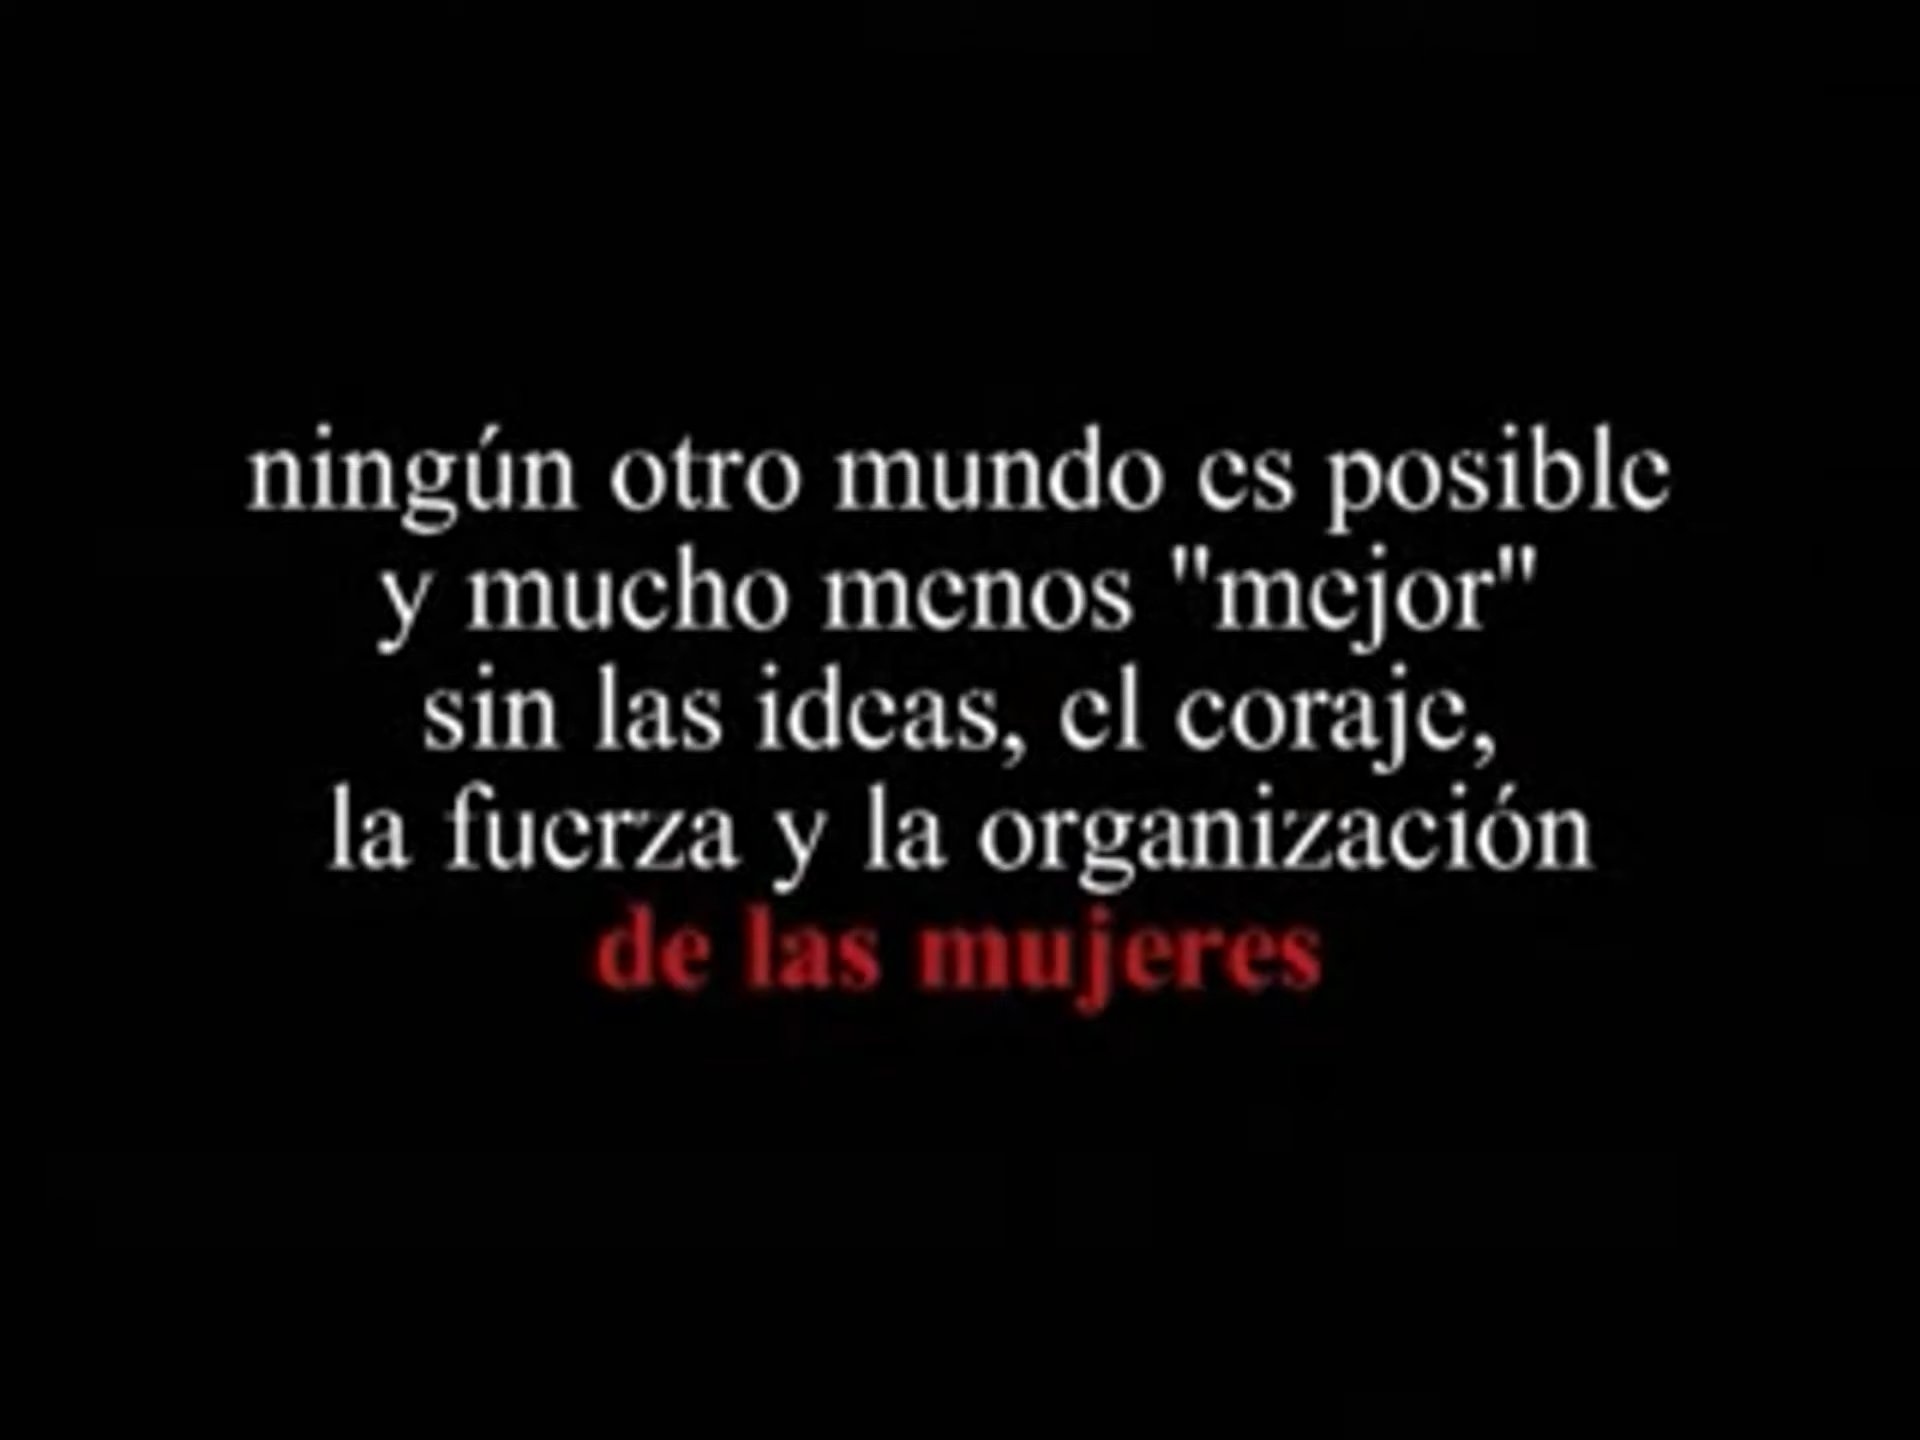 ningún otro mundo es posible
y mucho menos "mejor"
sin las ideas, el coraje,
la fuerza y la organización
de las mujeres